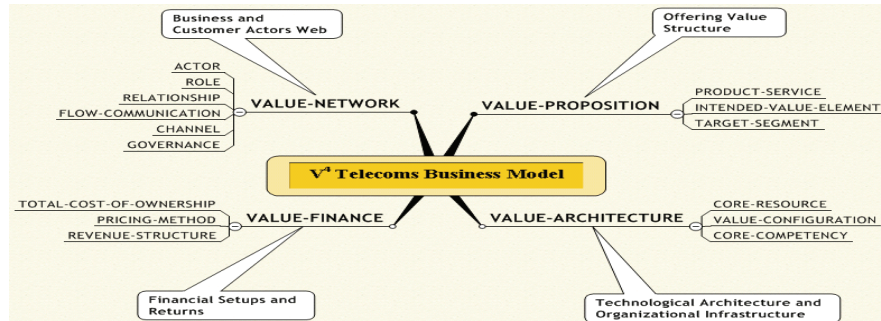 Business and
Customer Actors Web
Offering Value
Structure
ACTOR
ROLE
RELATIONSHIP
FLOW-COMMUNICATION
CHANNEL
GOVERNANCE
VALUE-NETWORK
VALUE-PROPOSITION
PRODUCT-SERVICE
INTENDED-VALUE-ELEMENT
TARGET-SEGMENT
V⁴ Telecoms Business Model
TOTAL-COST-OF-OWNERSHIP
PRICING-METHOD
REVENUE-STRUCTURE
VALUE-FINANCE
VALUE-ARCHITECTURE
CORE-RESOURCE
VALUE-CONFIGURATION
CORE-COMPETENCY
Financial Setups and
Returns
Technological Architecture and
Organizational Infrastructure